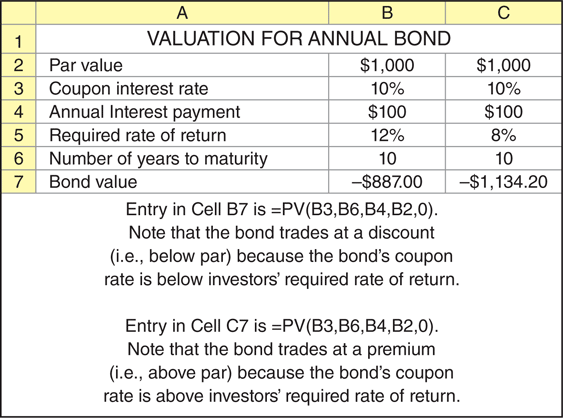 A B C
1 VALUATION FOR ANNUAL BOND
2 Par value $1,000 $1,000
3 Coupon interest rate 10% 10%
4 Annual Interest payment $100 $100
5 Required rate of return 12% 8%
6 Number of years to maturity 10 10
7 Bond value –$887.00 –$1,134.20
Entry in Cell B7 is =PV(B3,B6,B4,B2,0).
Note that the bond trades at a discount
(i.e., below par) because the bond's coupon
rate is below investors' required rate of return.
Entry in Cell C7 is =PV(B3,B6,B4,B2,0).
Note that the bond trades at a premium
(i.e., above par) because the bond's coupon
rate is above investors' required rate of return.